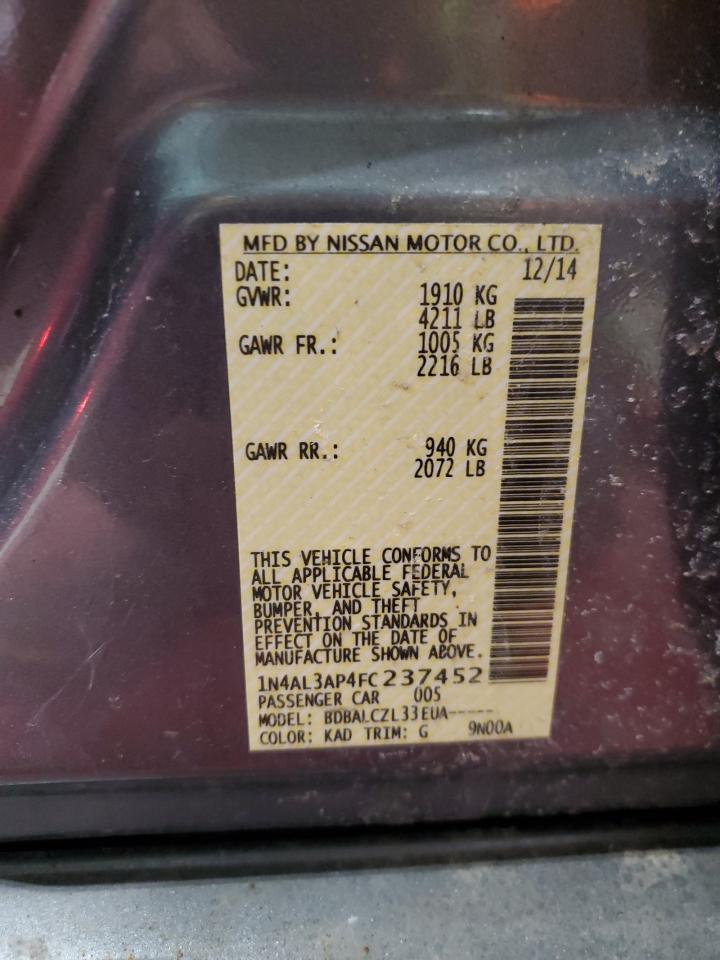 MFD BY NISSAN MOTOR CO., LTD.
DATE: 12/14
GVWR: 1910 KG
4211 LB
GAWR FR.: 1005 KG
2216 LB
GAWR RR.: 940 KG
2072 LB
THIS VEHICLE CONFORMS TO
ALL APPLICABLE FEDERAL
MOTOR VEHICLE SAFETY,
BUMPER, AND THEFT
PREVENTION STANDARDS IN
EFFECT ON THE DATE OF
MANUFACTURE SHOWN ABOVE.
1N4AL3AP4FC237452
PASSENGER CAR 005
MODEL: BDBALCZL33EUA-----
COLOR: KAD TRIM: G 9N00A